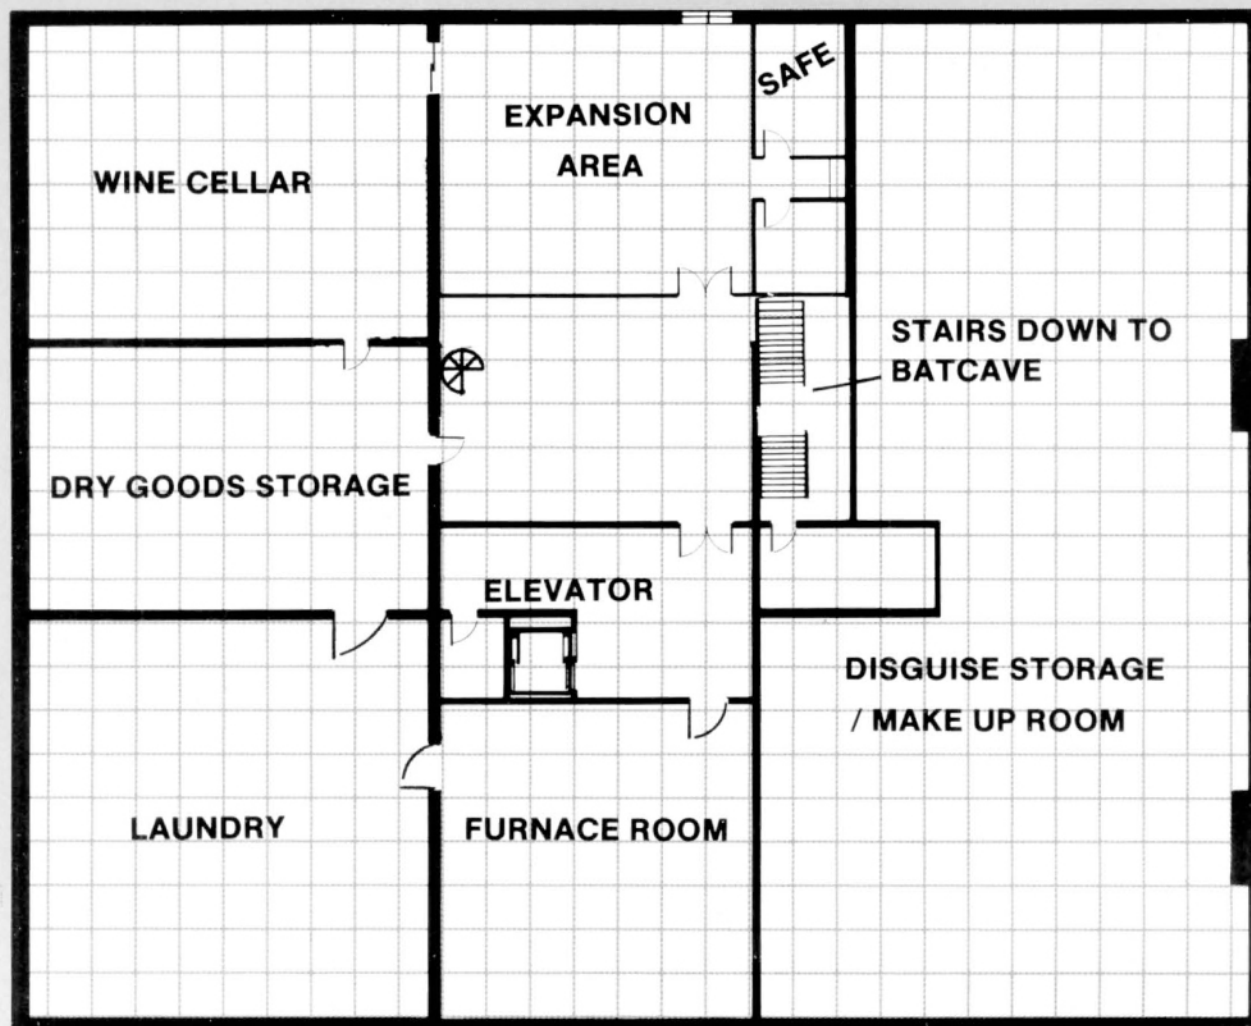 SAFE
EXPANSION
AREA
WINE CELLAR
STAIRS DOWN TO
BATCAVE
DRY GOODS STORAGE
ELEVATOR
DISGUISE STORAGE
/ MAKE UP ROOM
LAUNDRY
FURNACE ROOM